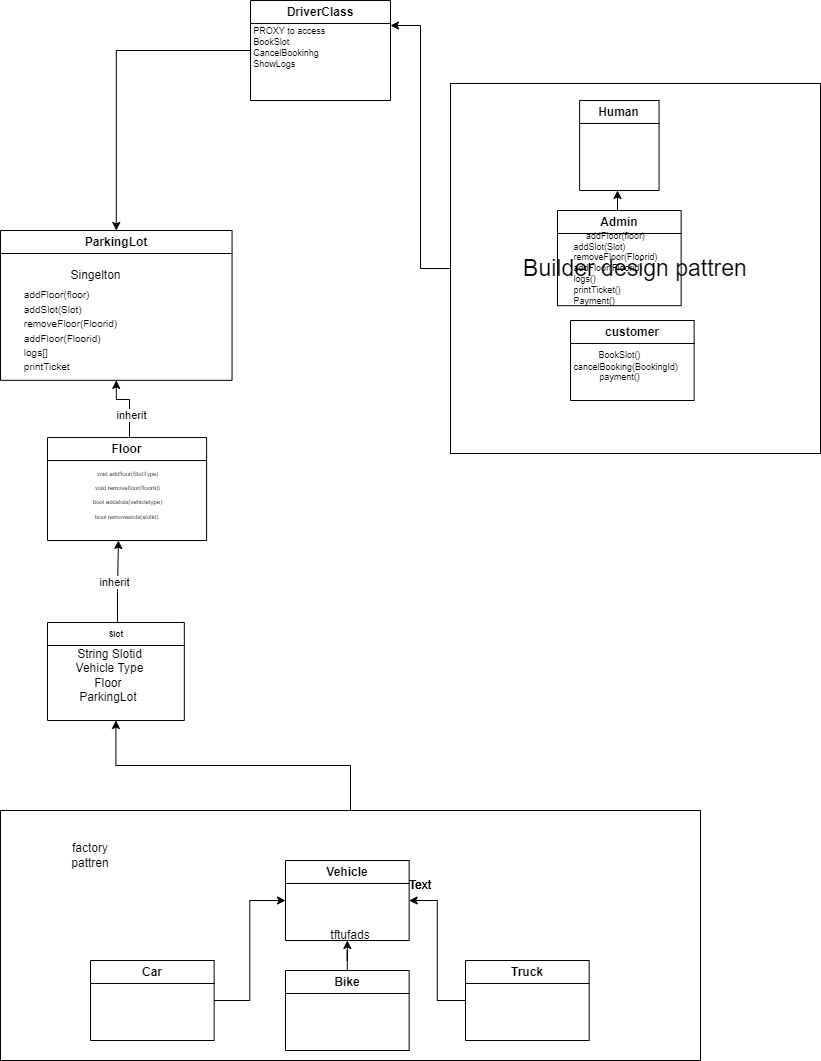 DriverClass
PROXY to access
BookSlot
CancelBookinhg
ShowLogs
Human
Admin
addFloor(floor)
addSlot(Slot)
removeFloor(Floorid)
addFloor(Floorid)
logs()
printTicket()
Payment()
Builder design pattren
customer
BookSlot()
cancelBooking(BookingId)
payment()
ParkingLot
Singelton
addFloor(floor)
addSlot(Slot)
removeFloor(Floorid)
addFloor(Floorid)
logs[]
printTicket
inherit
Floor
void addfloor(SlotType)
void removefloor(floorId)
bool addslots(vehicletype)
bool removeslots(slotid)
inherit
Slot
String Slotid
Vehicle Type
Floor
ParkingLot
factory
pattren
Vehicle
Text
tftufads
Car
Bike
Truck